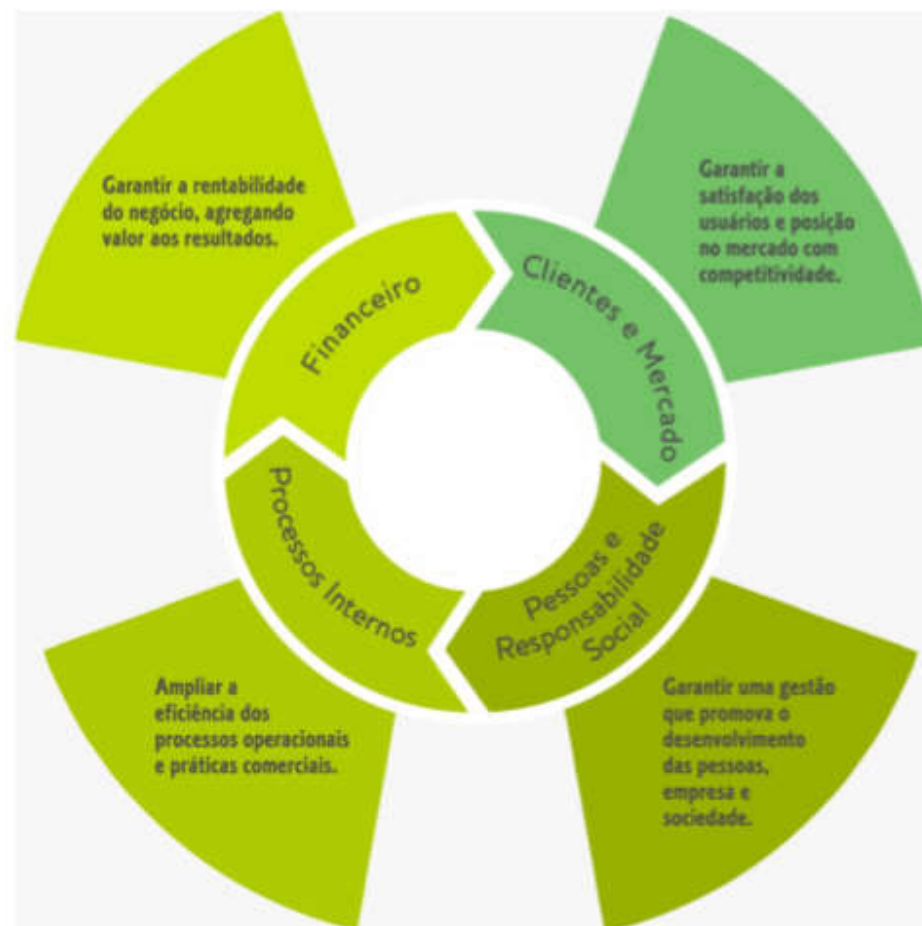 Garantir a rentabilidade
do negócio, agregando
valor aos resultados.
Financeiro
Garantir a
satisfação dos
usuários e posição
no mercado com
competitividade.
Clientes e Mercado
Garantir uma gestão
que promova o
desenvolvimento
das pessoas,
empresa e
sociedade.
Pessoas e
Responsabilidade
Social
Ampliar a
eficiência dos
processos operacionais
e práticas comerciais.
Processos Internos